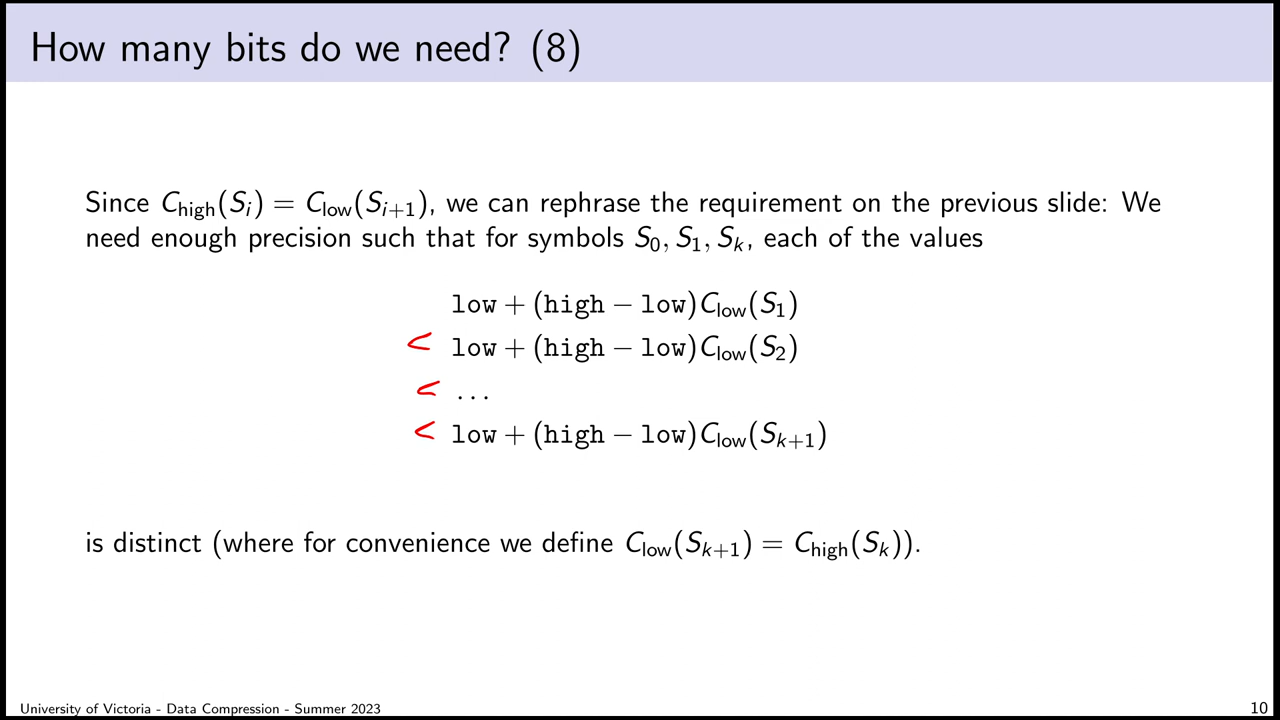 How many bits do we need? (8)
Since C_high(S_i) = C_low(S_{i+1}), we can rephrase the requirement on the previous slide: We
need enough precision such that for symbols S_0, S_1, S_k, each of the values
low + (high − low)C_low(S_1)
< low + (high − low)C_low(S_2)
< ...
< low + (high − low)C_low(S_{k+1})
is distinct (where for convenience we define C_low(S_{k+1}) = C_high(S_k)).
University of Victoria - Data Compression - Summer 2023 10